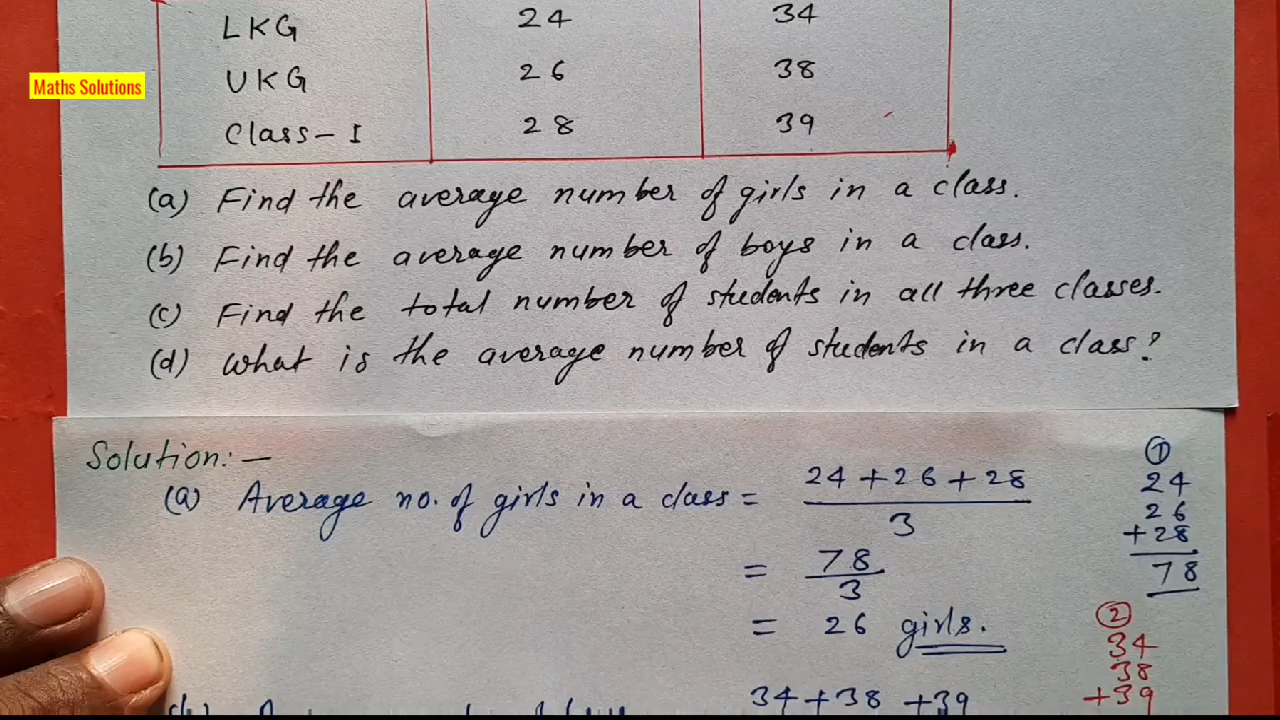 LKG 24 34
Maths Solutions
UKG 26 38
Class-I 28 39
(a) Find the average number of girls in a class.
(b) Find the average number of boys in a class.
(c) Find the total number of students in all three classes.
(d) What is the average number of students in a class?
Solution:-
(a) Average no. of girls in a class = 24+26+28
3
= 78
3
= 26 girls.
34+38+39
①
24
26
+28
78
②
34
38
+39